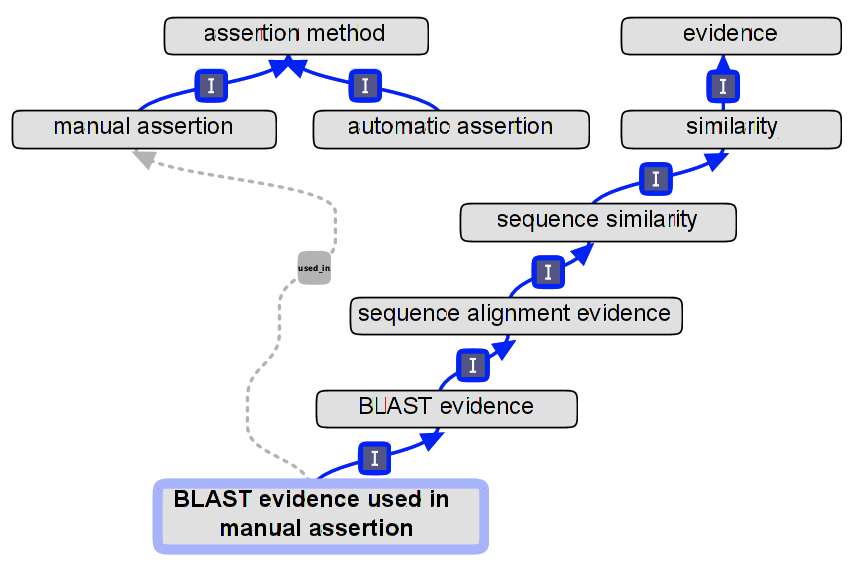 assertion method
evidence
I
I
I
manual assertion
automatic assertion
similarity
I
sequence similarity
used_in
I
sequence alignment evidence
I
BLAST evidence
I
BLAST evidence used in
manual assertion